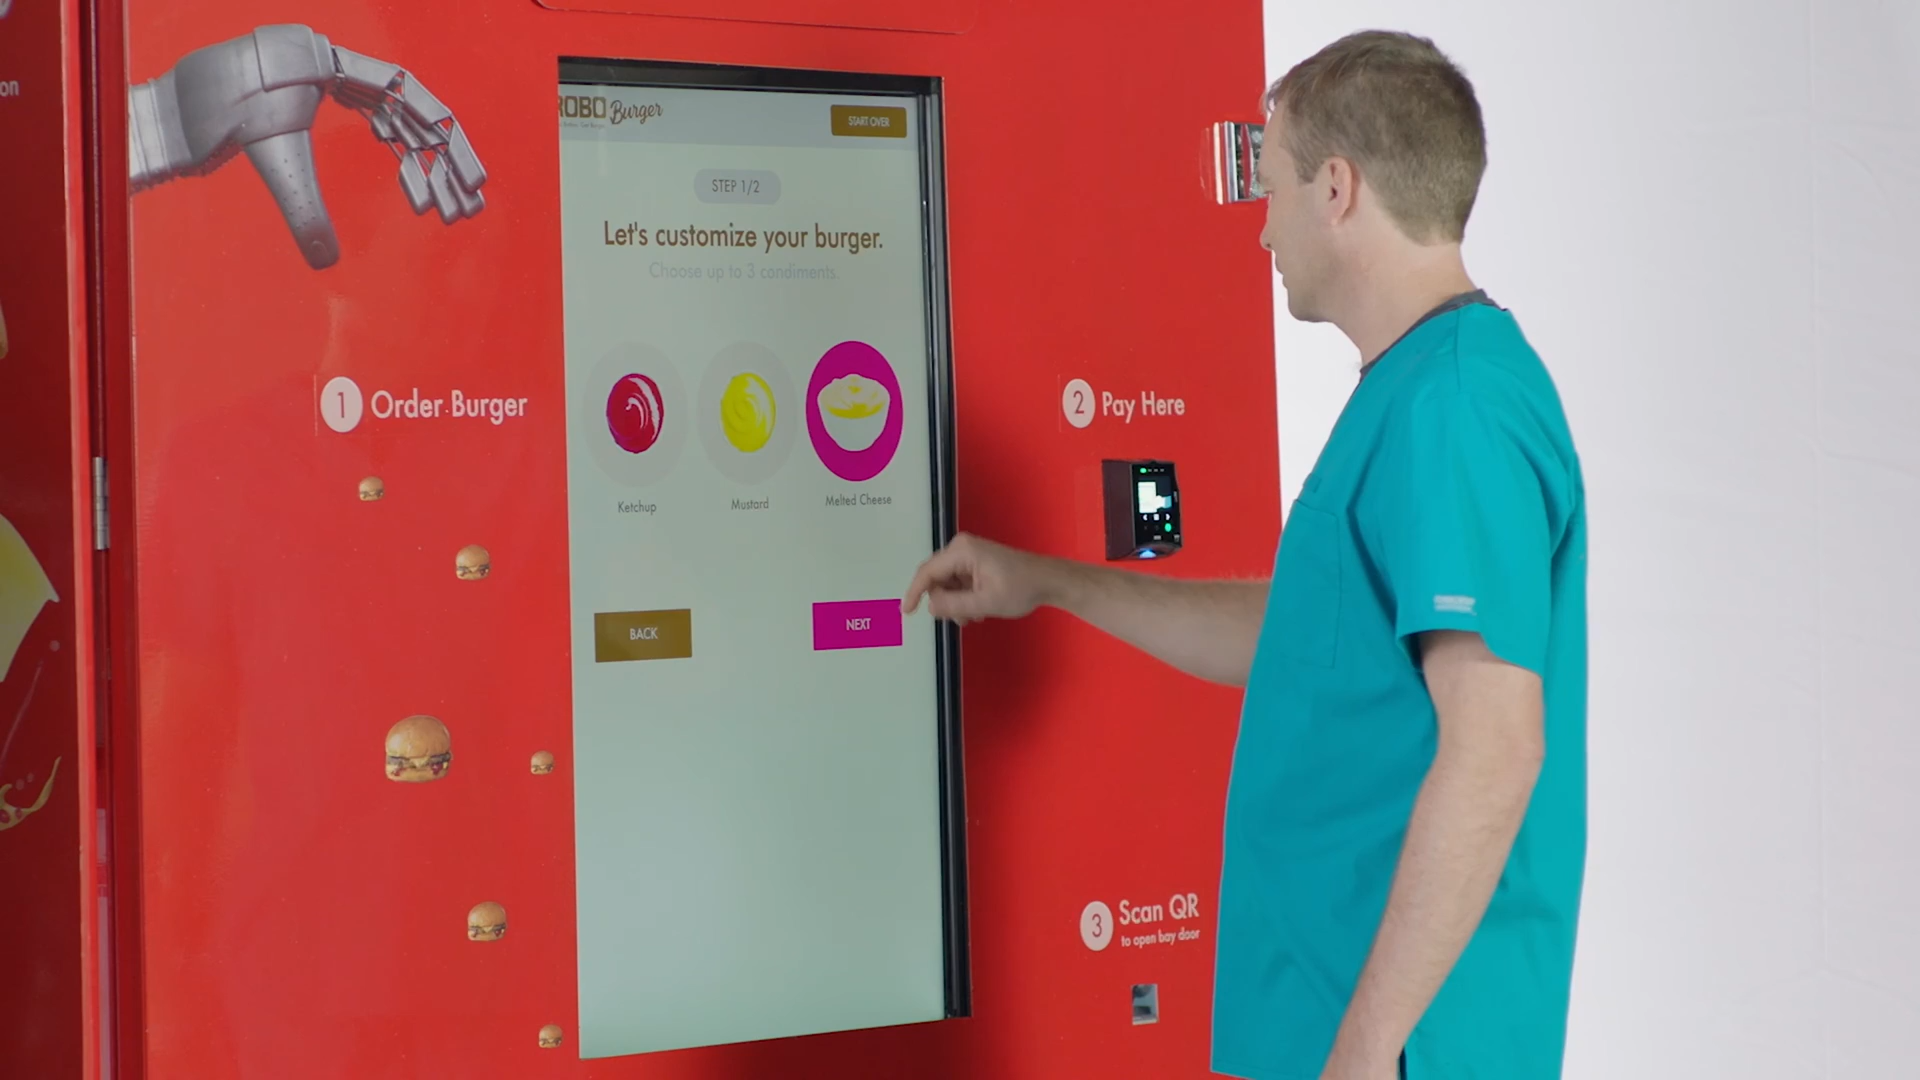 on
ROBO Burger
START OVER
STEP 1/2
Let's customize your burger.
Choose up to 3 condiments.
1 Order Burger
2 Pay Here
Ketchup
Mustard
Melted Cheese
BACK
NEXT
3 Scan QR
to open bay door